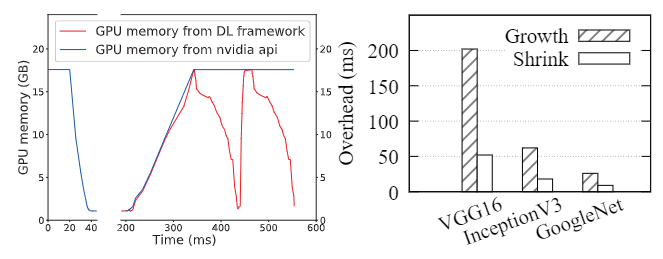 GPU memory from DL framework
GPU memory from nvidia api
GPU memory (GB)
20
15
10
5
0
20
15
10
5
0
0 20 40 200 300 400 500 600
Time (ms)
Overhead (ms)
200
150
100
50
0
Growth
Shrink
VGG16
InceptionV3
GoogleNet